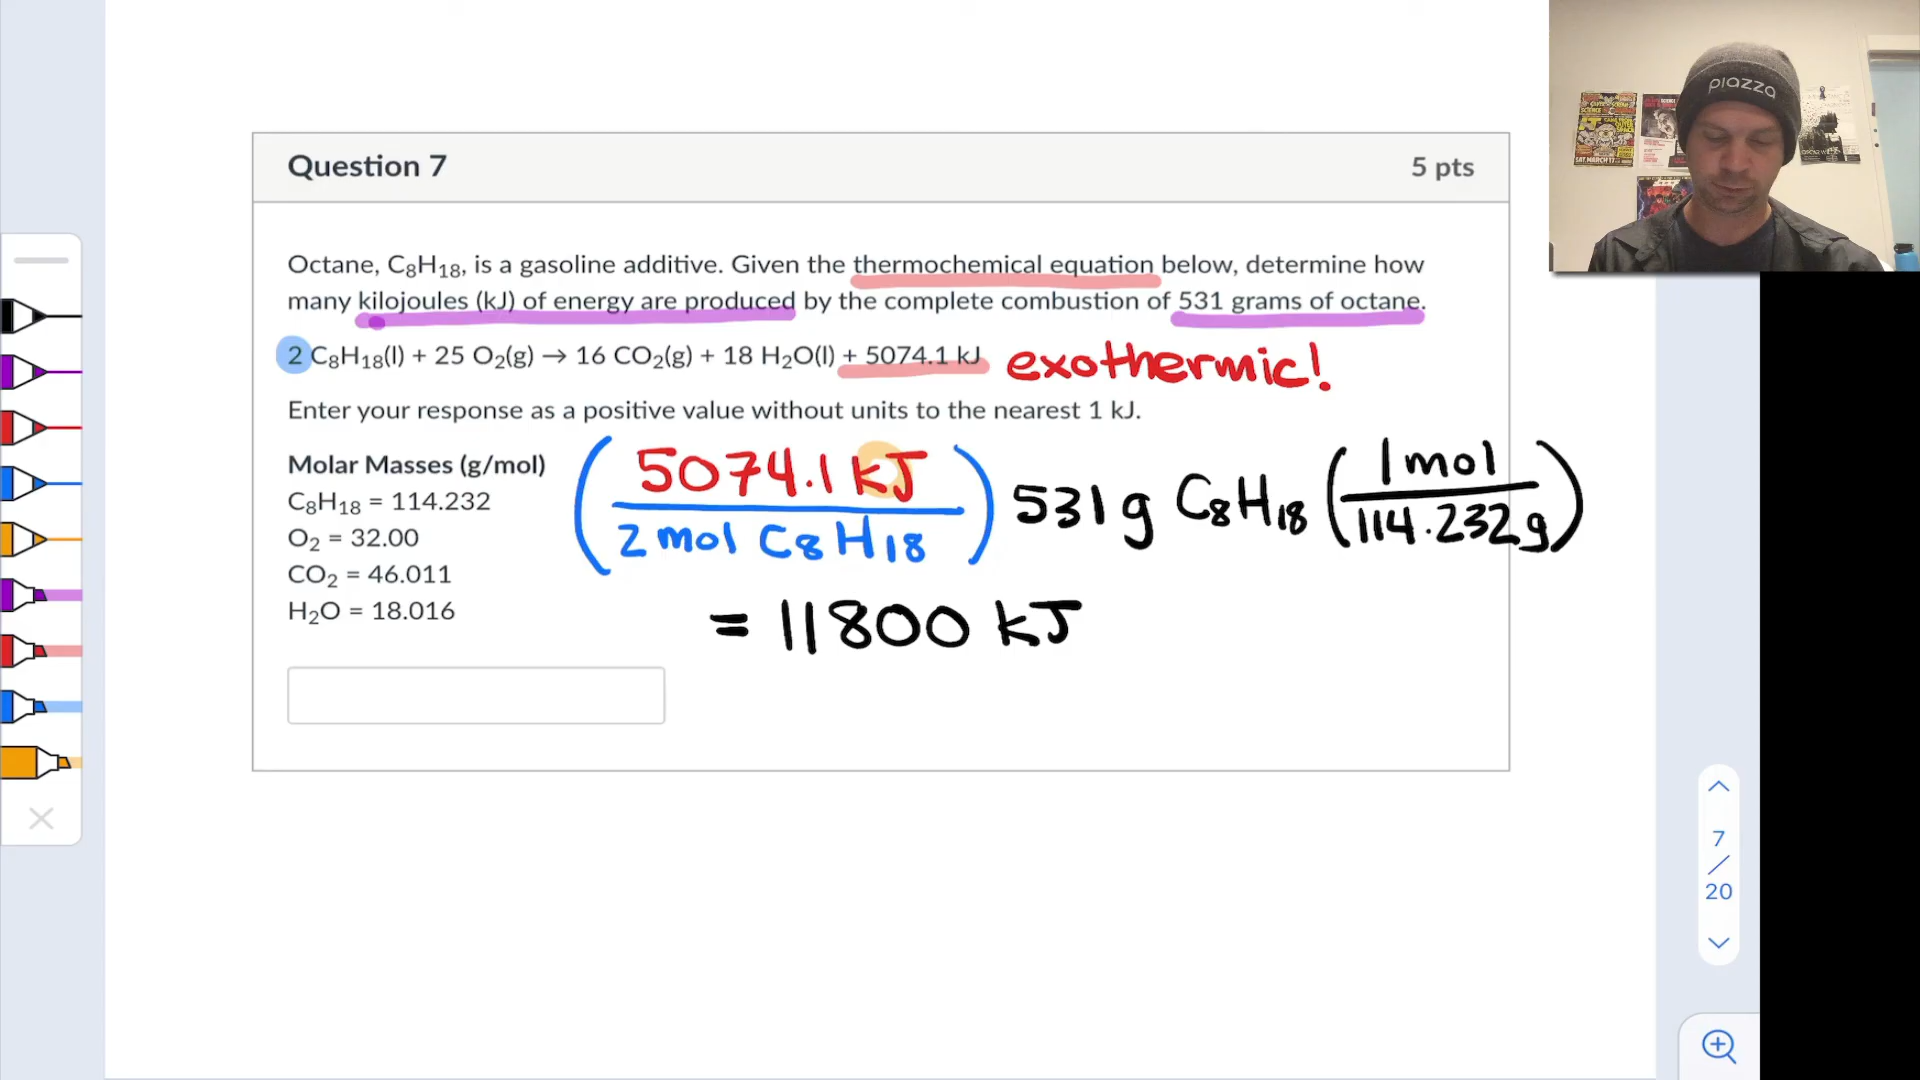 piazza
SAT. MARCH 17
Question 7
5 pts
Octane, C8H18, is a gasoline additive. Given the thermochemical equation below, determine how
many kilojoules (kJ) of energy are produced by the complete combustion of 531 grams of octane.
2 C8H18(l) + 25 O2(g) → 16 CO2(g) + 18 H2O(l) + 5074.1 kJ exothermic!
Enter your response as a positive value without units to the nearest 1 kJ.
Molar Masses (g/mol)
C8H18 = 114.232
O2 = 32.00
CO2 = 46.011
H2O = 18.016
(5074.1 kJ / 2 mol C8H18) 531 g C8H18 (1 mol / 114.232g)
= 11800 kJ
7
/
20